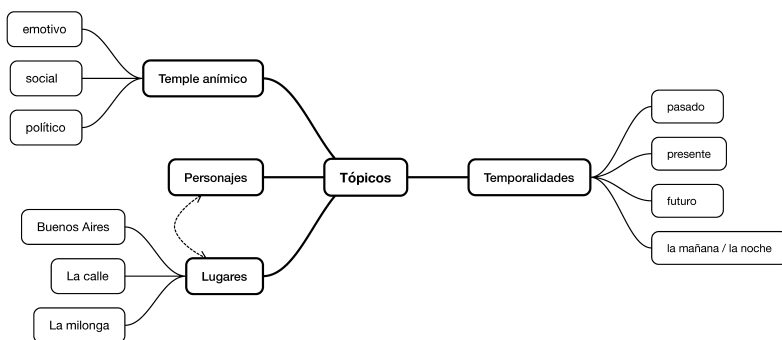 emotivo
social
político
Temple anímico
Personajes
Buenos Aires
La calle
La milonga
Lugares
Tópicos
Temporalidades
pasado
presente
futuro
la mañana / la noche